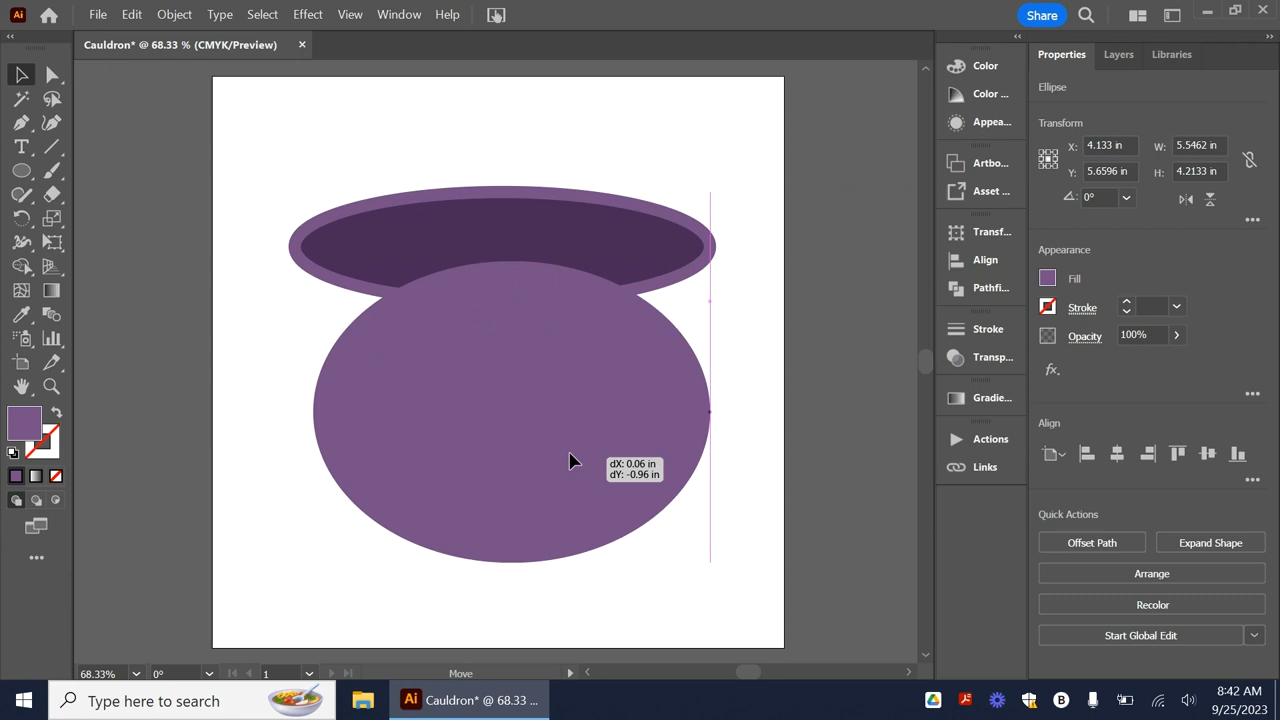 Ai File Edit Object Type Select Effect View Window Help Share
Cauldron* @ 68.33 % (CMYK/Preview)
Properties Layers Libraries
Color
Color ...
Appea...
Artbo...
Asset ...
Transf...
Align
Pathfi...
Stroke
Transp...
Gradie...
Actions
Links
Ellipse
Transform
X: 4.133 in W: 5.5462 in
Y: 5.6596 in H: 4.2133 in
0°
Appearance
Fill
Stroke
Opacity 100%
fx.
Align
Quick Actions
Offset Path Expand Shape
Arrange
Recolor
Start Global Edit
dX: 0.06 in
dY: -0.96 in
68.33% 0° 1 Move
Type here to search
Ai Cauldron* @ 68.33 ...
8:42 AM
9/25/2023